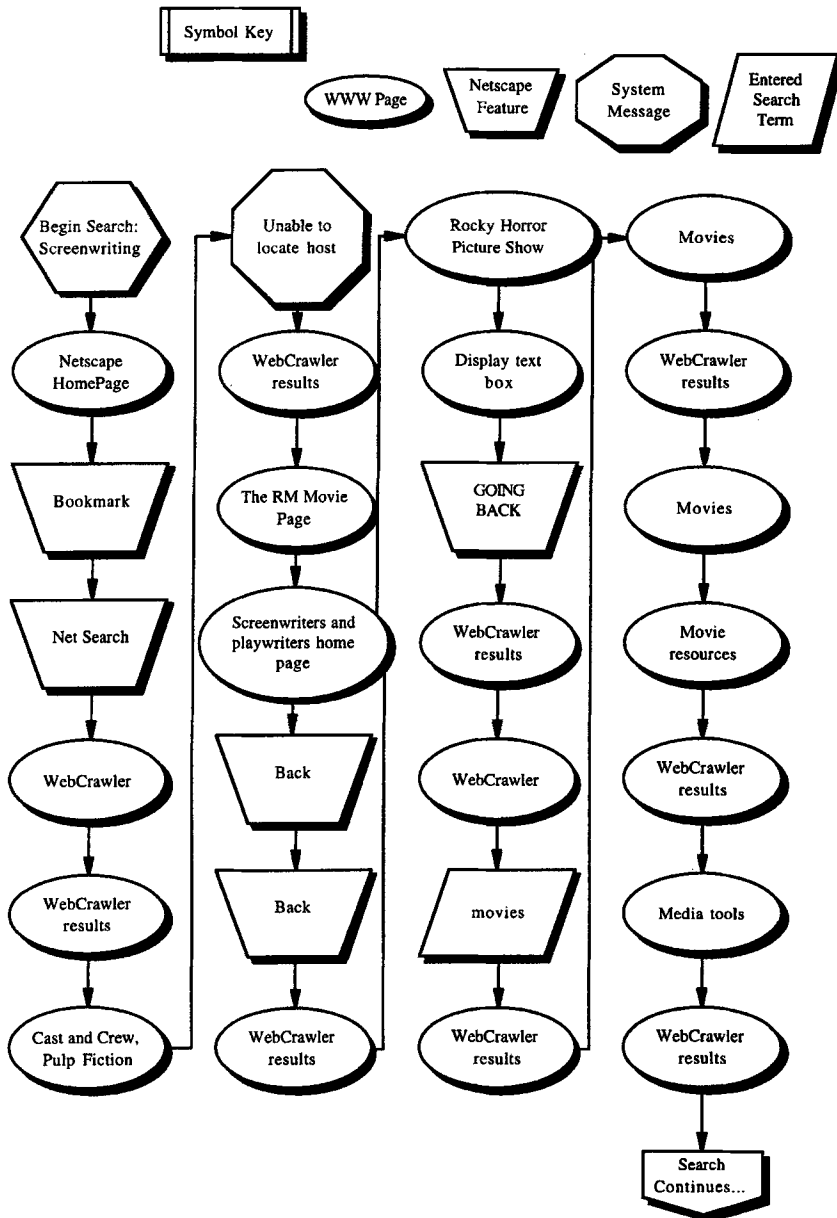 Symbol Key
WWW Page
Netscape
Feature
System
Message
Entered
Search
Term
Begin Search:
Screenwriting
Netscape
HomePage
Bookmark
Net Search
WebCrawler
WebCrawler
results
Cast and Crew,
Pulp Fiction
Unable to
locate host
WebCrawler
results
The RM Movie
Page
Screenwriters and
playwriters home
page
Back
Back
WebCrawler
results
Rocky Horror
Picture Show
Display text
box
GOING
BACK
WebCrawler
results
WebCrawler
movies
WebCrawler
results
Movies
WebCrawler
results
Movies
Movie
resources
WebCrawler
results
Media tools
WebCrawler
results
Search
Continues...